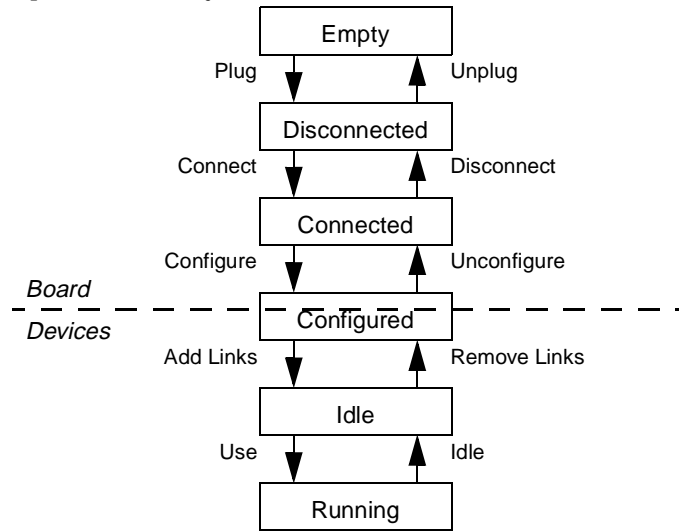 Empty
Plug Unplug
Disconnected
Connect Disconnect
Connected
Configure Unconfigure
Board
Configured
Devices
Add Links Remove Links
Idle
Use Idle
Running